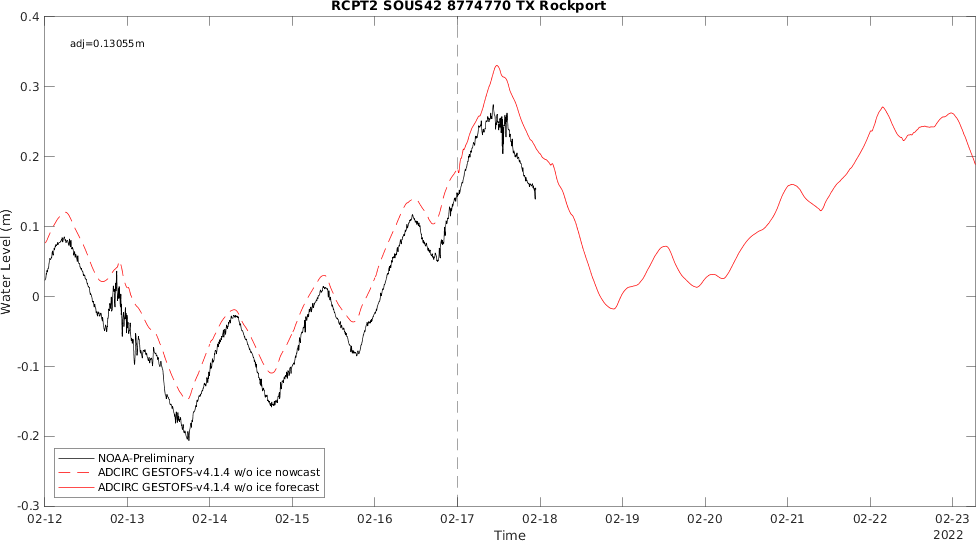 RCPT2 SOUS42 8774770 TX Rockport
adj=0.13055m
Water Level (m)
0.4
0.3
0.2
0.1
0
-0.1
-0.2
-0.3
NOAA-Preliminary
ADCIRC GESTOFS-v4.1.4 w/o ice nowcast
ADCIRC GESTOFS-v4.1.4 w/o ice forecast
02-12 02-13 02-14 02-15 02-16 02-17 02-18 02-19 02-20 02-21 02-22 02-23
Time
2022